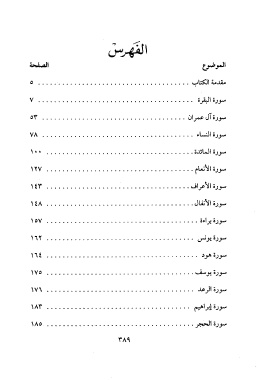 الفهرس
الموضوع الصفحة
مقدمة الكتاب ٥
سورة البقرة ٧
سورة آل عمران ٥٣
سورة النساء ٧٨
سورة المائدة ١٠٠
سورة الأنعام ١٢٧
سورة الأعراف ١٤٣
سورة الأنفال ١٤٨
سورة براءة ١٥٧
سورة يونس ١٦٢
سورة هود ١٦٤
سورة يوسف ١٧٥
سورة الرعد ١٧٦
سورة إبراهيم ١٨٣
سورة الحجر ١٨٥
٣٨٩